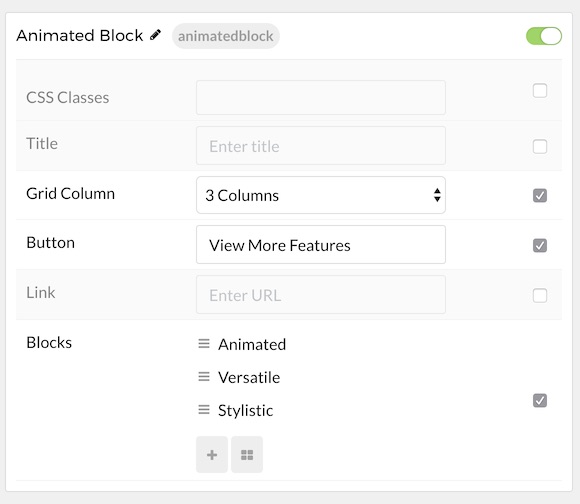 Animated Block animatedblock
CSS Classes
Title Enter title
Grid Column 3 Columns
Button View More Features
Link Enter URL
Blocks Animated
Versatile
Stylistic